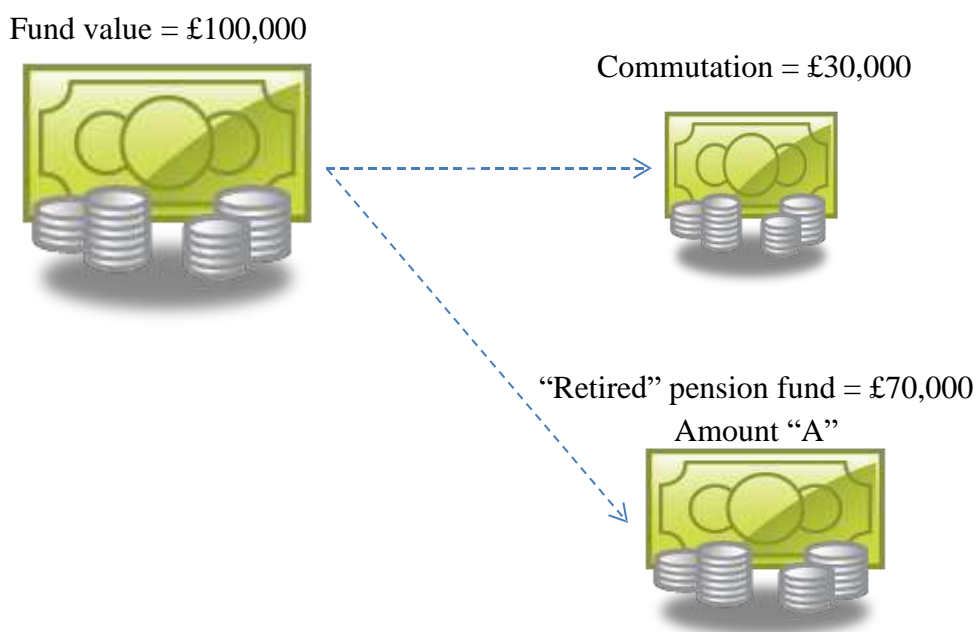 Fund value = £100,000
Commutation = £30,000
“Retired” pension fund = £70,000
Amount “A”